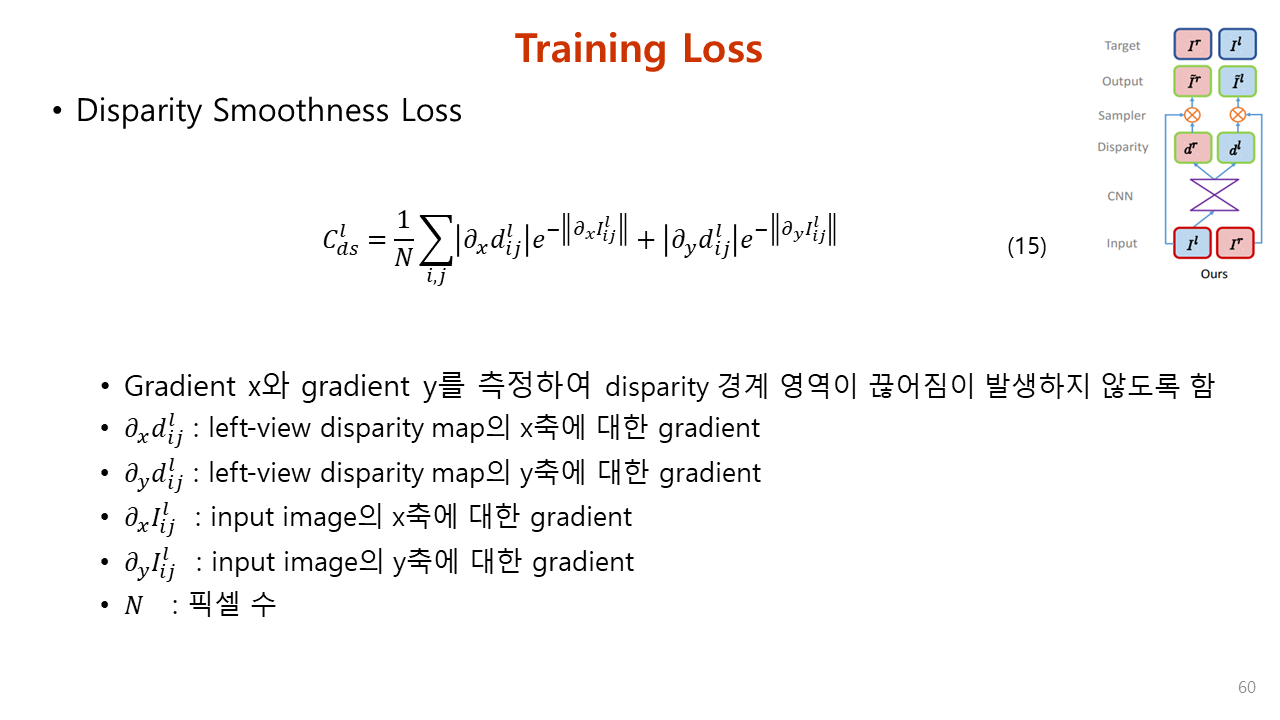 Training Loss
• Disparity Smoothness Loss
$C_{ds}^{l} = \frac{1}{N}\sum_{i,j}\left|\partial_x d_{ij}^{l}\right| e^{-\left\|\partial_x I_{ij}^{l}\right\|} + \left|\partial_y d_{ij}^{l}\right| e^{-\left\|\partial_y I_{ij}^{l}\right\|}$ (15)
• Gradient x와 gradient y를 측정하여 disparity 경계 영역이 끊어짐이 발생하지 않도록 함
• $\partial_x d_{ij}^{l}$ : left-view disparity map의 x축에 대한 gradient
• $\partial_y d_{ij}^{l}$ : left-view disparity map의 y축에 대한 gradient
• $\partial_x I_{ij}^{l}$ : input image의 x축에 대한 gradient
• $\partial_y I_{ij}^{l}$ : input image의 y축에 대한 gradient
• $N$ : 픽셀 수
Target $I^r$ $I^l$
Output $\tilde{I}^r$ $\tilde{I}^l$
Sampler
Disparity $d^r$ $d^l$
CNN
Input $I^l$ $I^r$
Ours
60